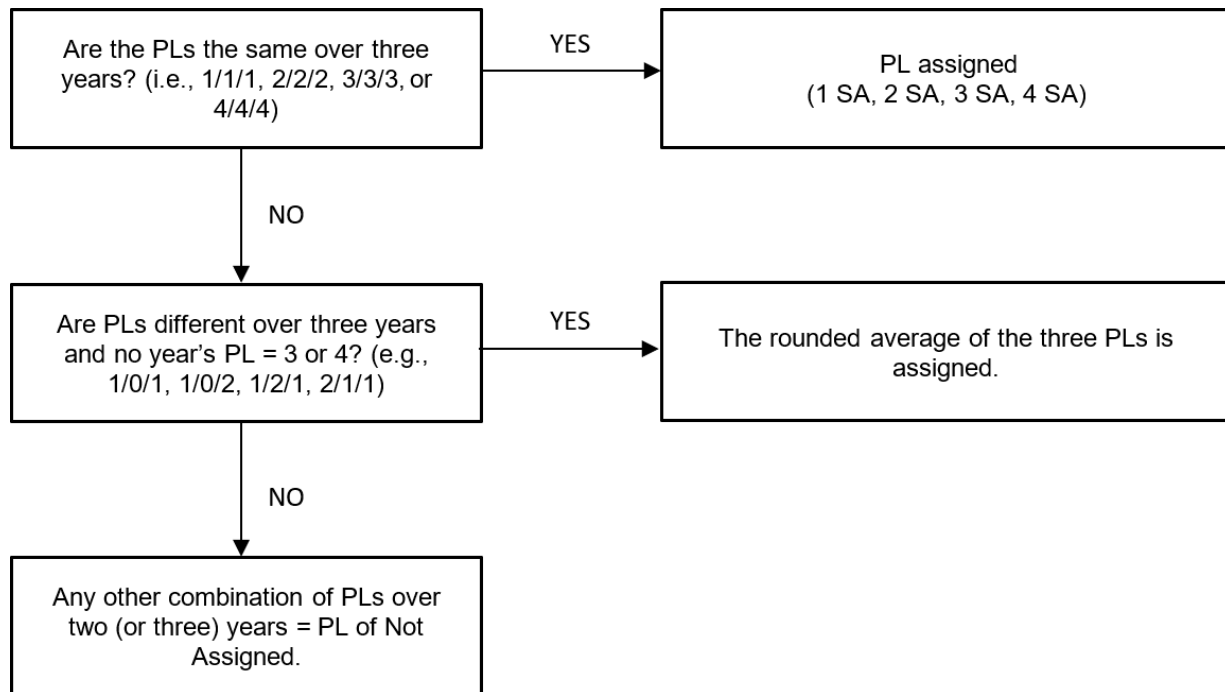 Are the PLs the same over three
years? (i.e., 1/1/1, 2/2/2, 3/3/3, or
4/4/4)
YES
PL assigned
(1 SA, 2 SA, 3 SA, 4 SA)
NO
Are PLs different over three years
and no year's PL = 3 or 4? (e.g.,
1/0/1, 1/0/2, 1/2/1, 2/1/1)
YES
The rounded average of the three PLs is
assigned.
NO
Any other combination of PLs over
two (or three) years = PL of Not
Assigned.